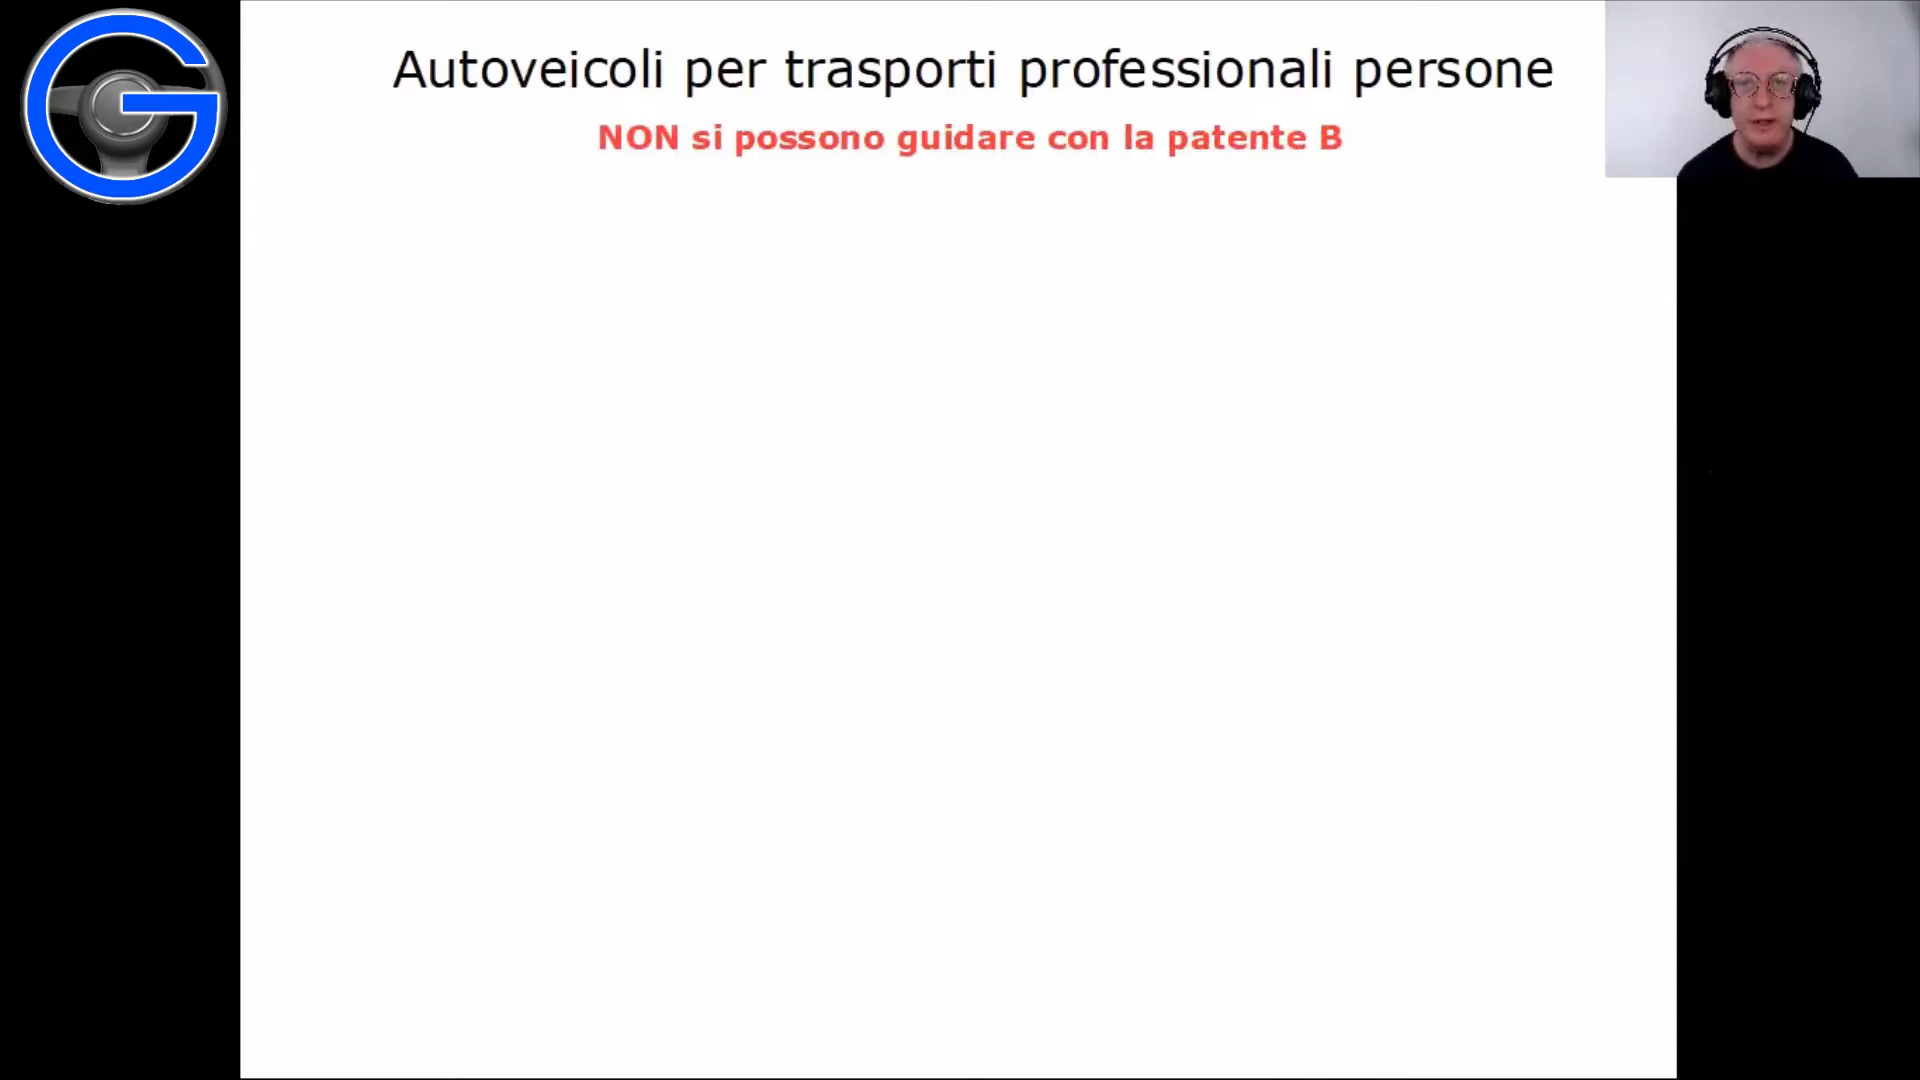 G
Autoveicoli per trasporti professionali persone
NON si possono guidare con la patente B